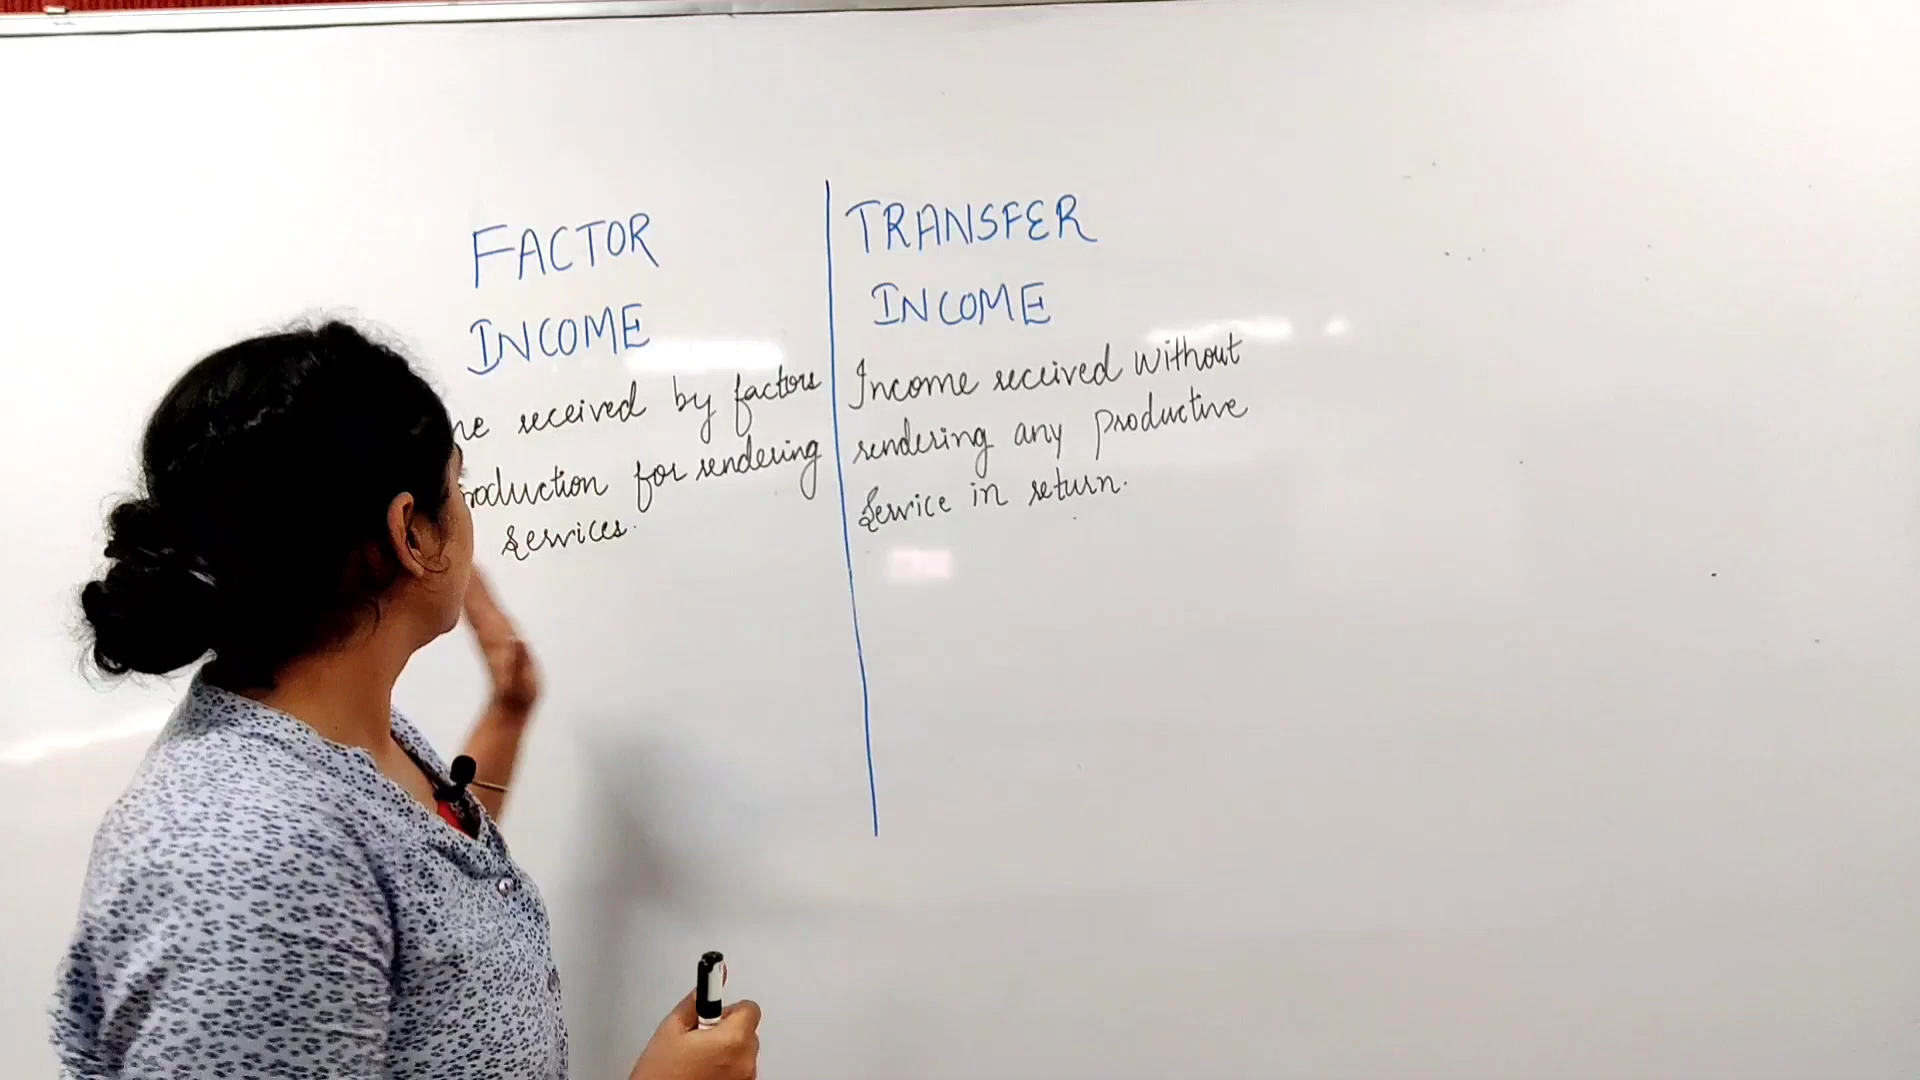 FACTOR
INCOME
received by factors
for rendering
services.
TRANSFER
INCOME
Income received without
rendering any productive
service in return.